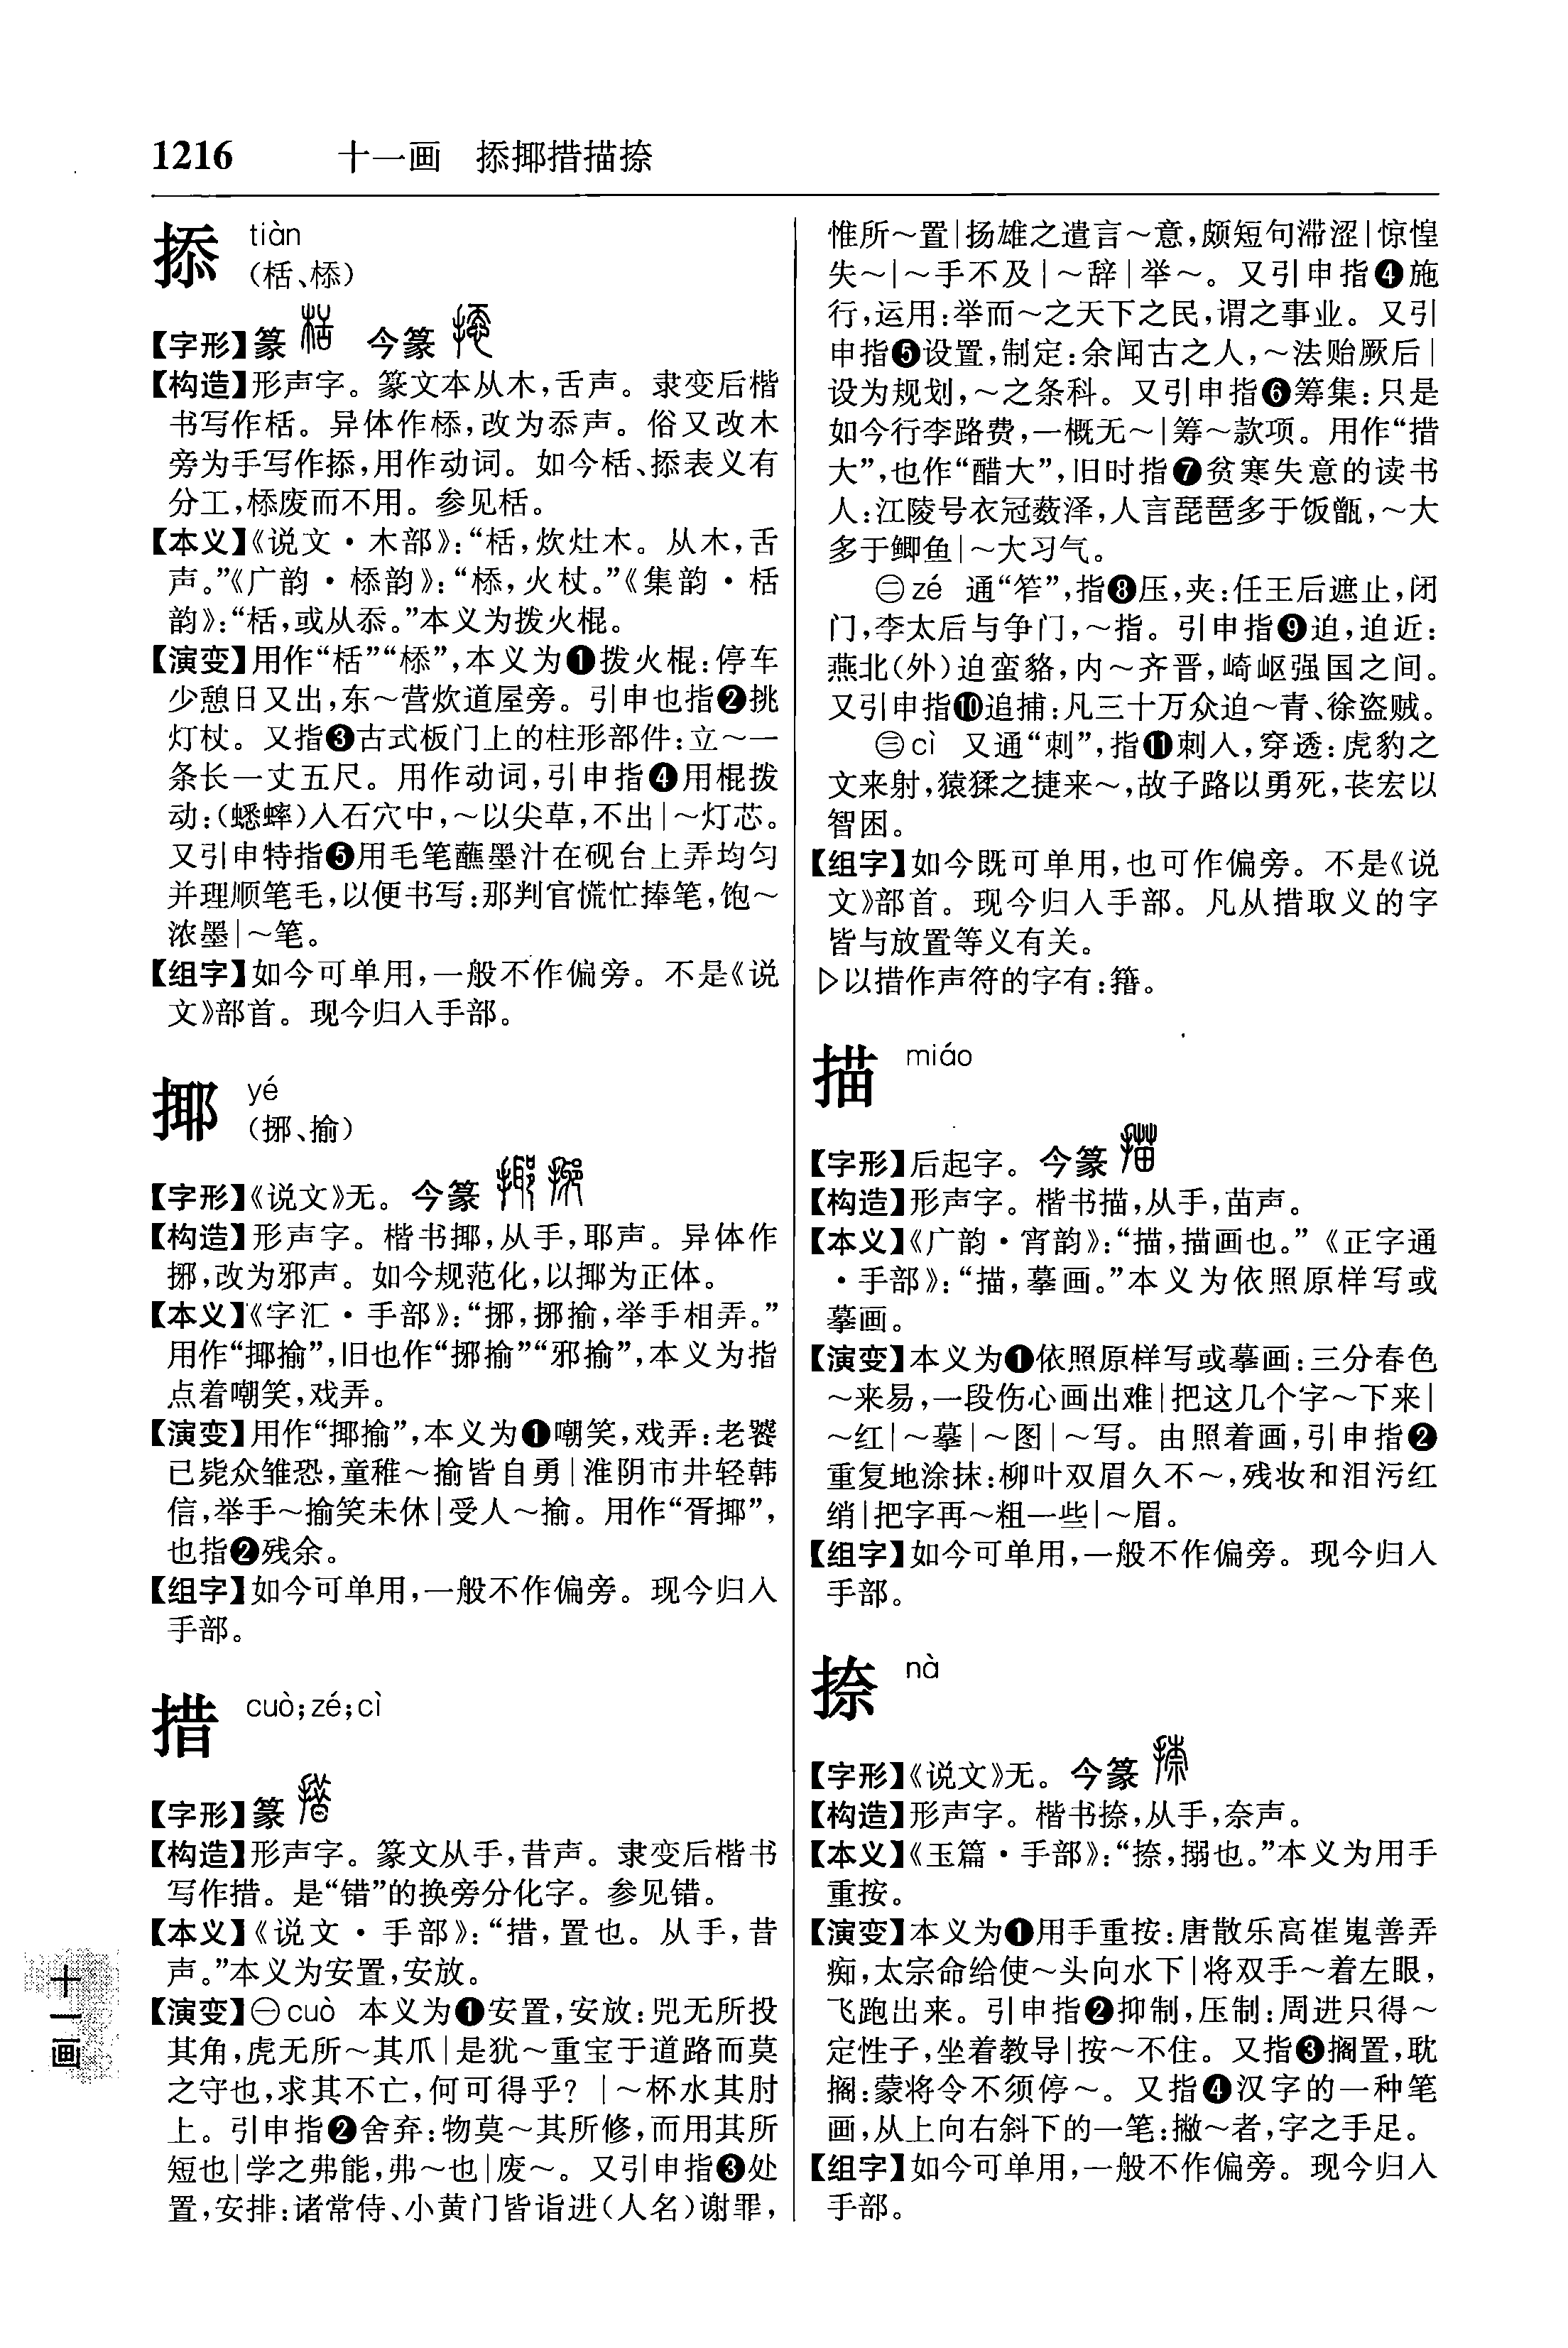 1216 十一画 掭揶措描捺
掭 tiàn
(栝、㮇)
【字形】篆 今篆
【构造】形声字。篆文本从木,舌声。隶变后楷
书写作栝。异体作㮇,改为忝声。俗又改木
旁为手写作掭,用作动词。如今栝、掭表义有
分工,㮇废而不用。参见栝。
【本义】《说文·木部》:“栝,炊灶木。从木,舌
声。”《广韵·㮇韵》:“㮇,火杖。”《集韵·栝
韵》:“栝,或从忝。”本义为拨火棍。
【演变】用作“栝”“㮇”,本义为❶拨火棍:停车
少憩日又出,东~营炊道屋旁。引申也指❷挑
灯杖。又指❸古式板门上的柱形部件:立~一
条长一丈五尺。用作动词,引申指❹用棍拨
动:(蟋蟀)入石穴中,~以尖草,不出|~灯芯。
又引申特指❺用毛笔蘸墨汁在砚台上弄均匀
并理顺笔毛,以便书写:那判官慌忙捧笔,饱~
浓墨|~笔。
【组字】如今可单用,一般不作偏旁。不是《说
文》部首。现今归入手部。
揶 yé
(挪、揄)
【字形】《说文》无。今篆
【构造】形声字。楷书揶,从手,耶声。异体作
捓,改为邪声。如今规范化,以揶为正体。
【本义】《字汇·手部》:“捓,捓揄,举手相弄。”
用作“揶揄”,旧也作“捓揄”“邪揄”,本义为指
点着嘲笑,戏弄。
【演变】用作“揶揄”,本义为❶嘲笑,戏弄:老饕
已毙众雏恐,童稚~揄皆自勇|淮阴市井轻韩
信,举手~揄笑未休|受人~揄。用作“胥揶”,
也指❷残余。
【组字】如今可单用,一般不作偏旁。现今归入
手部。
措 cuò;zé;cì
【字形】篆
【构造】形声字。篆文从手,昔声。隶变后楷书
写作措。是“错”的换旁分化字。参见错。
【本义】《说文·手部》:“措,置也。从手,昔
声。”本义为安置,安放。
【演变】㊀cuò 本义为❶安置,安放:兕无所投
其角,虎无所~其爪|是犹~重宝于道路而莫
之守也,求其不亡,何可得乎?|~杯水其肘
上。引申指❷舍弃:物莫~其所修,而用其所
短也|学之弗能,弗~也|废~。又引申指❸处
置,安排:诸常侍、小黄门皆诣进(人名)谢罪,
惟所~置|扬雄之遣言~意,颇短句滞涩|惊惶
失~|~手不及|~辞|举~。又引申指❹施
行,运用:举而~之天下之民,谓之事业。又引
申指❺设置,制定:余闻古之人,~法贻厥后|
设为规划,~之条科。又引申指❻筹集:只是
如今行李路费,一概无~|筹~款项。用作“措
大”,也作“醋大”,旧时指❼贫寒失意的读书
人:江陵号衣冠薮泽,人言琵琶多于饭甑,~大
多于鲫鱼|~大习气。
㊁zé 通“笮”,指❽压,夹:任王后遮止,闭
门,李太后与争门,~指。引申指❾迫,迫近:
燕北(外)迫蛮貉,内~齐晋,崎岖强国之间。
又引申指❿追捕:凡三十万众迫~青、徐盗贼。
㊂cì 又通“刺”,指⓫刺入,穿透:虎豹之
文来射,猿猱之捷来~,故子路以勇死,苌宏以
智困。
【组字】如今既可单用,也可作偏旁。不是《说
文》部首。现今归入手部。凡从措取义的字
皆与放置等义有关。
▷以措作声符的字有:籍。
描 miáo
【字形】后起字。今篆
【构造】形声字。楷书描,从手,苗声。
【本义】《广韵·宵韵》:“描,描画也。”《正字通
·手部》:“描,摹画。”本义为依照原样写或
摹画。
【演变】本义为❶依照原样写或摹画:三分春色
~来易,一段伤心画出难|把这几个字~下来|
~红|~摹|~图|~写。由照着画,引申指❷
重复地涂抹:柳叶双眉久不~,残妆和泪污红
绡|把字再~粗一些|~眉。
【组字】如今可单用,一般不作偏旁。现今归入
手部。
捺 nà
【字形】《说文》无。今篆
【构造】形声字。楷书捺,从手,奈声。
【本义】《玉篇·手部》:“捺,搦也。”本义为用手
重按。
【演变】本义为❶用手重按:唐散乐高崔嵬善弄
痴,太宗命给使~头向水下|将双手~着左眼,
飞跑出来。引申指❷抑制,压制:周进只得~
定性子,坐着教导|按~不住。又指❸搁置,耽
搁:蒙将令不须停~。又指❹汉字的一种笔
画,从上向右斜下的一笔:撇~者,字之手足。
【组字】如今可单用,一般不作偏旁。现今归入
手部。
十一画